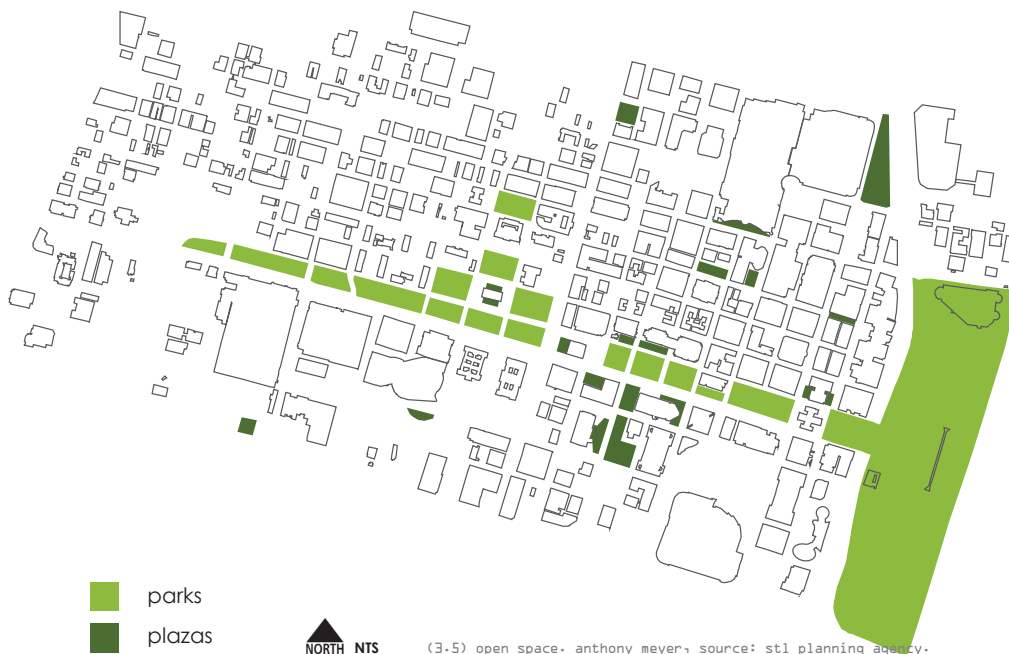 parks
plazas
NORTH NTS
(3.5) open space. anthony meyer, source: stl planning agency.